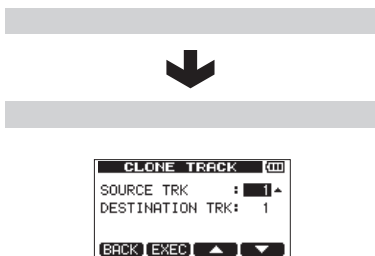 CLONE TRACK
SOURCE TRK : 1
DESTINATION TRK: 1
BACK EXEC